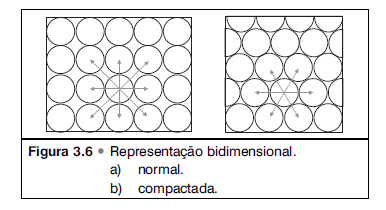 Figura 3.6 • Representação bidimensional.
a) normal.
b) compactada.